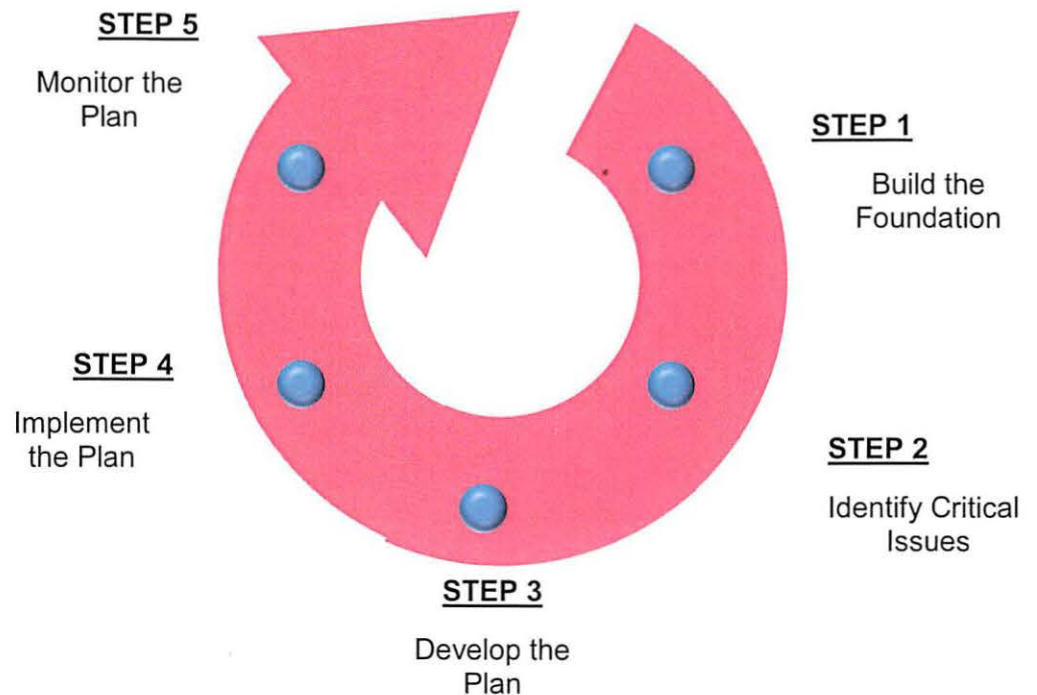 STEP 5
Monitor the
Plan
STEP 1
Build the
Foundation
STEP 4
Implement
the Plan
STEP 2
Identify Critical
Issues
STEP 3
Develop the
Plan